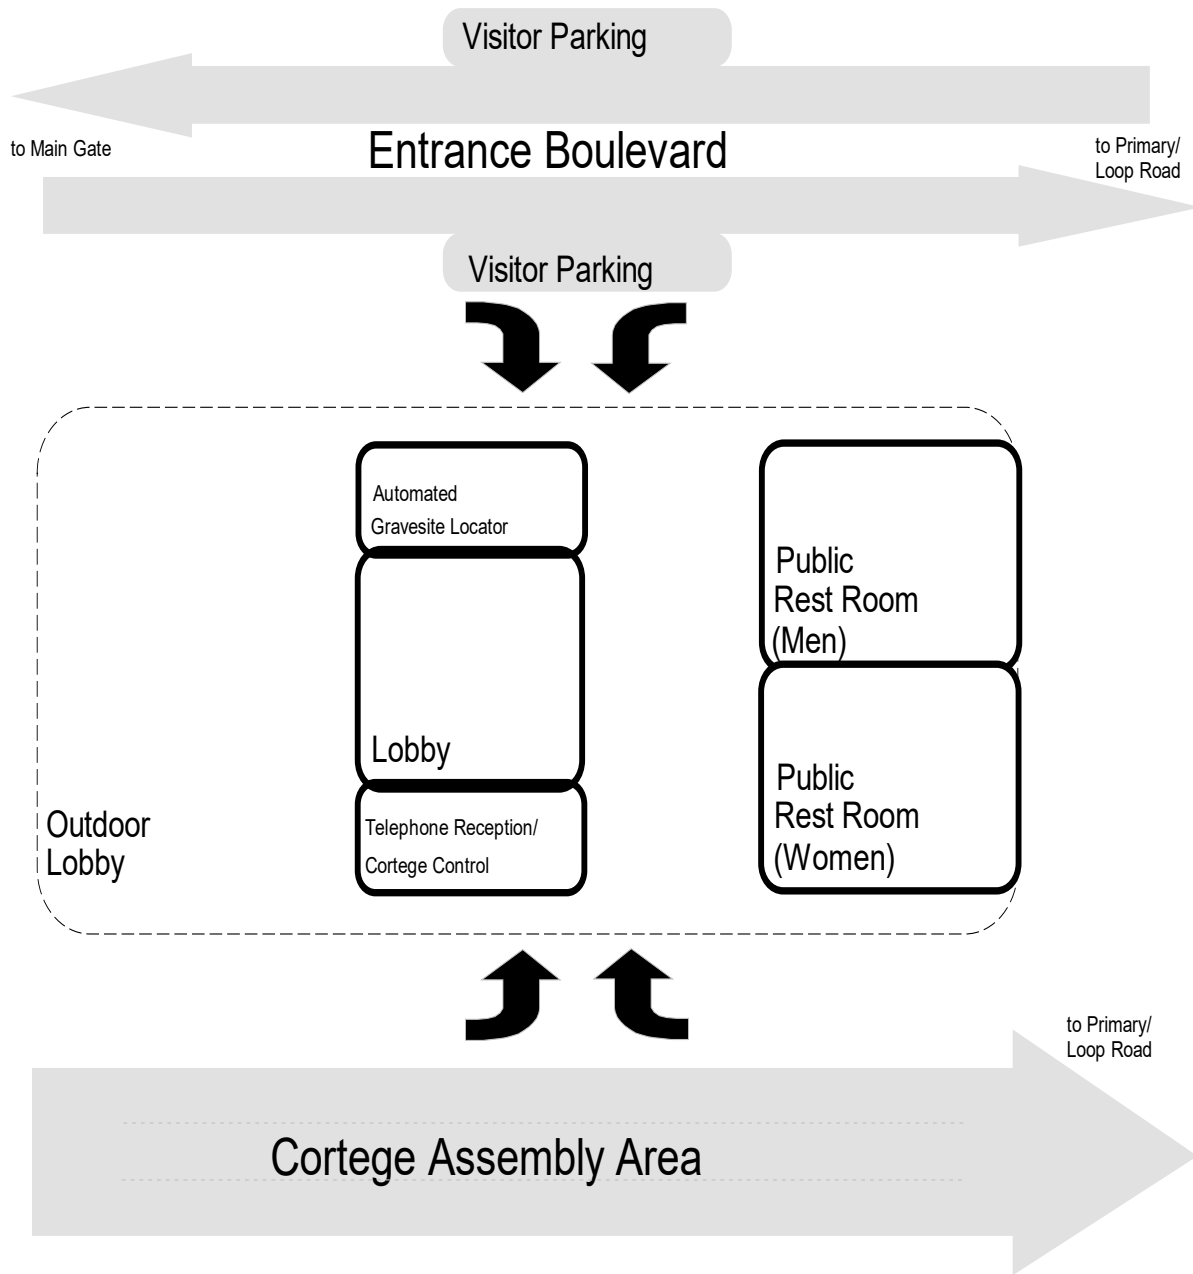 Visitor Parking
to Main Gate
Entrance Boulevard
to Primary/
Loop Road
Visitor Parking
Automated
Gravesite Locator
Public
Rest Room
(Men)
Lobby
Public
Rest Room
(Women)
Outdoor
Lobby
Telephone Reception/
Cortege Control
to Primary/
Loop Road
Cortege Assembly Area